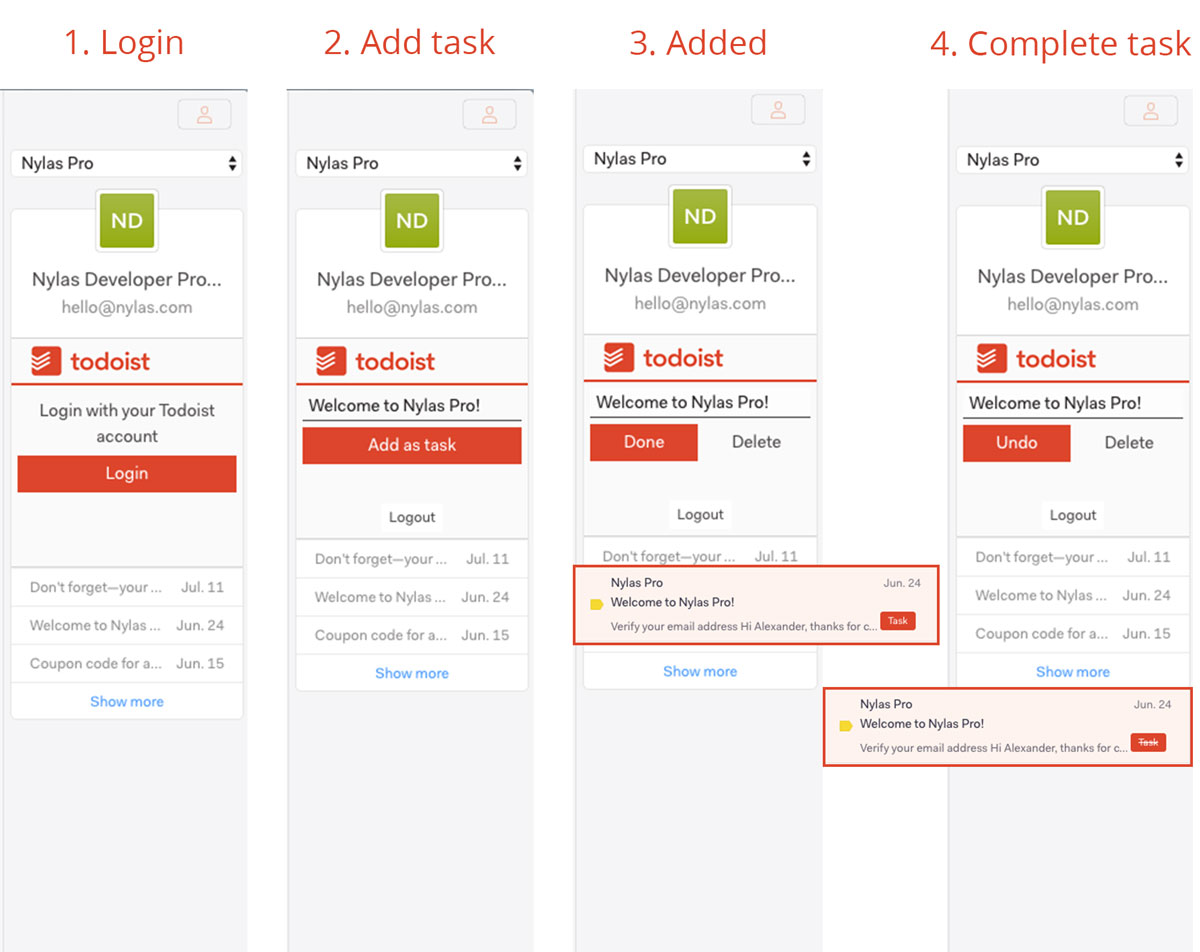 1. Login
Nylas Pro
ND
Nylas Developer Pro...
hello@nylas.com
todoist
Login with your Todoist
account
Login
Don't forget—your ... Jul. 11
Welcome to Nylas ... Jun. 24
Coupon code for a... Jun. 15
Show more
2. Add task
Nylas Pro
ND
Nylas Developer Pro...
hello@nylas.com
todoist
Welcome to Nylas Pro!
Add as task
Logout
Don't forget—your ... Jul. 11
Welcome to Nylas ... Jun. 24
Coupon code for a... Jun. 15
Show more
3. Added
Nylas Pro
ND
Nylas Developer Pro...
hello@nylas.com
todoist
Welcome to Nylas Pro!
Done Delete
Logout
Don't forget—your ... Jul. 11
Nylas Pro Jun. 24
Welcome to Nylas Pro!
Verify your email address Hi Alexander, thanks for c... Task
Show more
4. Complete task
Nylas Pro
ND
Nylas Developer Pro...
hello@nylas.com
todoist
Welcome to Nylas Pro!
Undo Delete
Logout
Don't forget—your ... Jul. 11
Welcome to Nylas ... Jun. 24
Coupon code for a... Jun. 15
Show more
Nylas Pro Jun. 24
Welcome to Nylas Pro!
Verify your email address Hi Alexander, thanks for c... Task